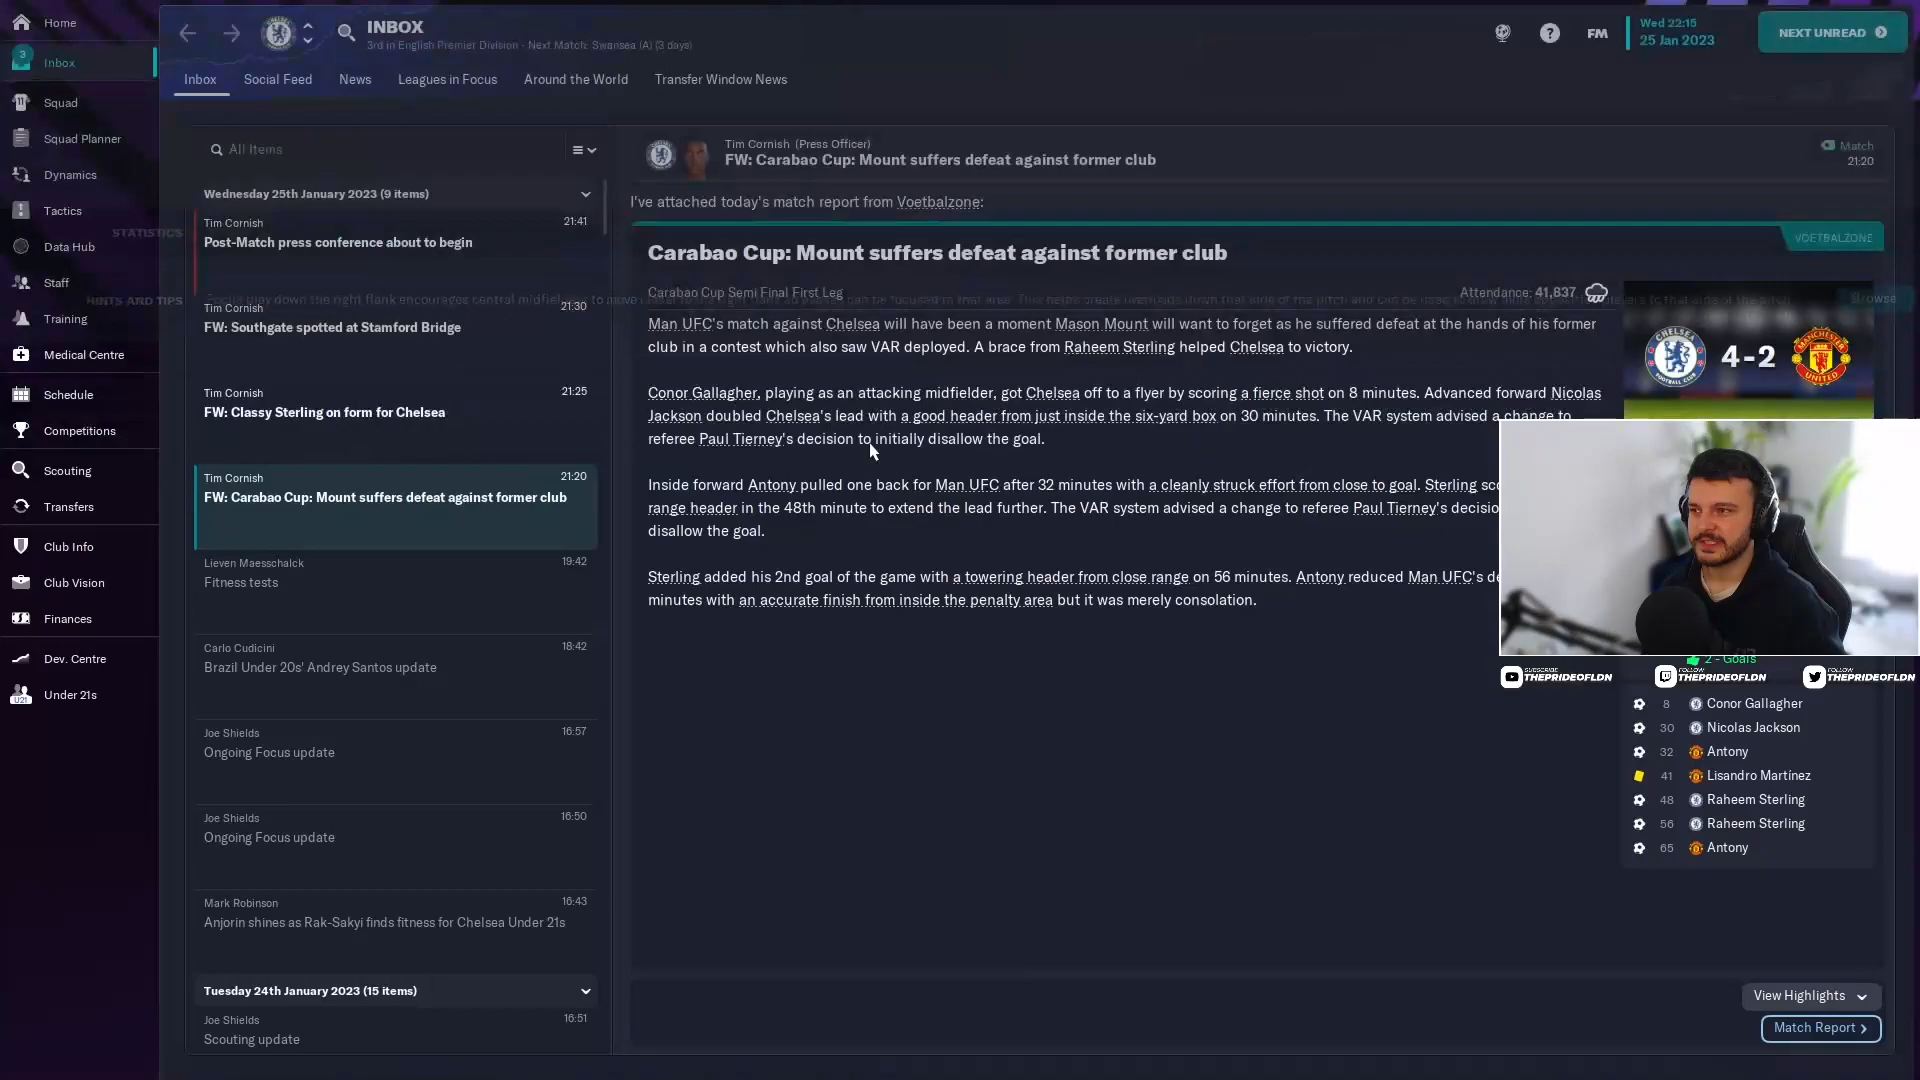 Home
Inbox
3
Squad
Squad Planner
Dynamics
Tactics
Data Hub
Staff
Training
Medical Centre
Schedule
Competitions
Scouting
Transfers
Club Info
Club Vision
Finances
Dev. Centre
Under 21s
INBOX
3rd in English Premier Division - Next Match: Swansea (A) (3 days)
FM
Wed 22:15
25 Jan 2023
NEXT UNREAD
Inbox Social Feed News Leagues in Focus Around the World Transfer Window News
All Items
Wednesday 25th January 2023 (9 items)
Tim Cornish 21:41
Post-Match press conference about to begin
Tim Cornish 21:30
FW: Southgate spotted at Stamford Bridge
Tim Cornish 21:25
FW: Classy Sterling on form for Chelsea
Tim Cornish 21:20
FW: Carabao Cup: Mount suffers defeat against former club
Lieven Maesschalck 19:42
Fitness tests
Carlo Cudicini 18:42
Brazil Under 20s' Andrey Santos update
Joe Shields 16:57
Ongoing Focus update
Joe Shields 16:50
Ongoing Focus update
Mark Robinson 16:43
Anjorin shines as Rak-Sakyi finds fitness for Chelsea Under 21s
Tuesday 24th January 2023 (15 items)
Joe Shields 16:51
Scouting update
STATISTICS
HINTS AND TIPS
Browse
Tim Cornish (Press Officer)
FW: Carabao Cup: Mount suffers defeat against former club
Match
21:20
I've attached today's match report from Voetbalzone:
VOETBALZONE
Carabao Cup: Mount suffers defeat against former club
Carabao Cup Semi Final First Leg
Attendance: 41,837
Man UFC's match against Chelsea will have been a moment Mason Mount will want to forget as he suffered defeat at the hands of his former
club in a contest which also saw VAR deployed. A brace from Raheem Sterling helped Chelsea to victory.
Conor Gallagher, playing as an attacking midfielder, got Chelsea off to a flyer by scoring a fierce shot on 8 minutes. Advanced forward Nicolas
Jackson doubled Chelsea's lead with a good header from just inside the six-yard box on 30 minutes. The VAR system advised a change to
referee Paul Tierney's decision to initially disallow the goal.
Inside forward Antony pulled one back for Man UFC after 32 minutes with a cleanly struck effort from close to goal. Sterling sco
range header in the 48th minute to extend the lead further. The VAR system advised a change to referee Paul Tierney's decisio
disallow the goal.
Sterling added his 2nd goal of the game with a towering header from close range on 56 minutes. Antony reduced Man UFC's de
minutes with an accurate finish from inside the penalty area but it was merely consolation.
4-2
2 - Goals
SUBSCRIBE THEPRIDEOFLDN
FOLLOW THEPRIDEOFLDN
FOLLOW THEPRIDEOFLDN
8 Conor Gallagher
30 Nicolas Jackson
32 Antony
41 Lisandro Martínez
48 Raheem Sterling
56 Raheem Sterling
65 Antony
View Highlights
Match Report